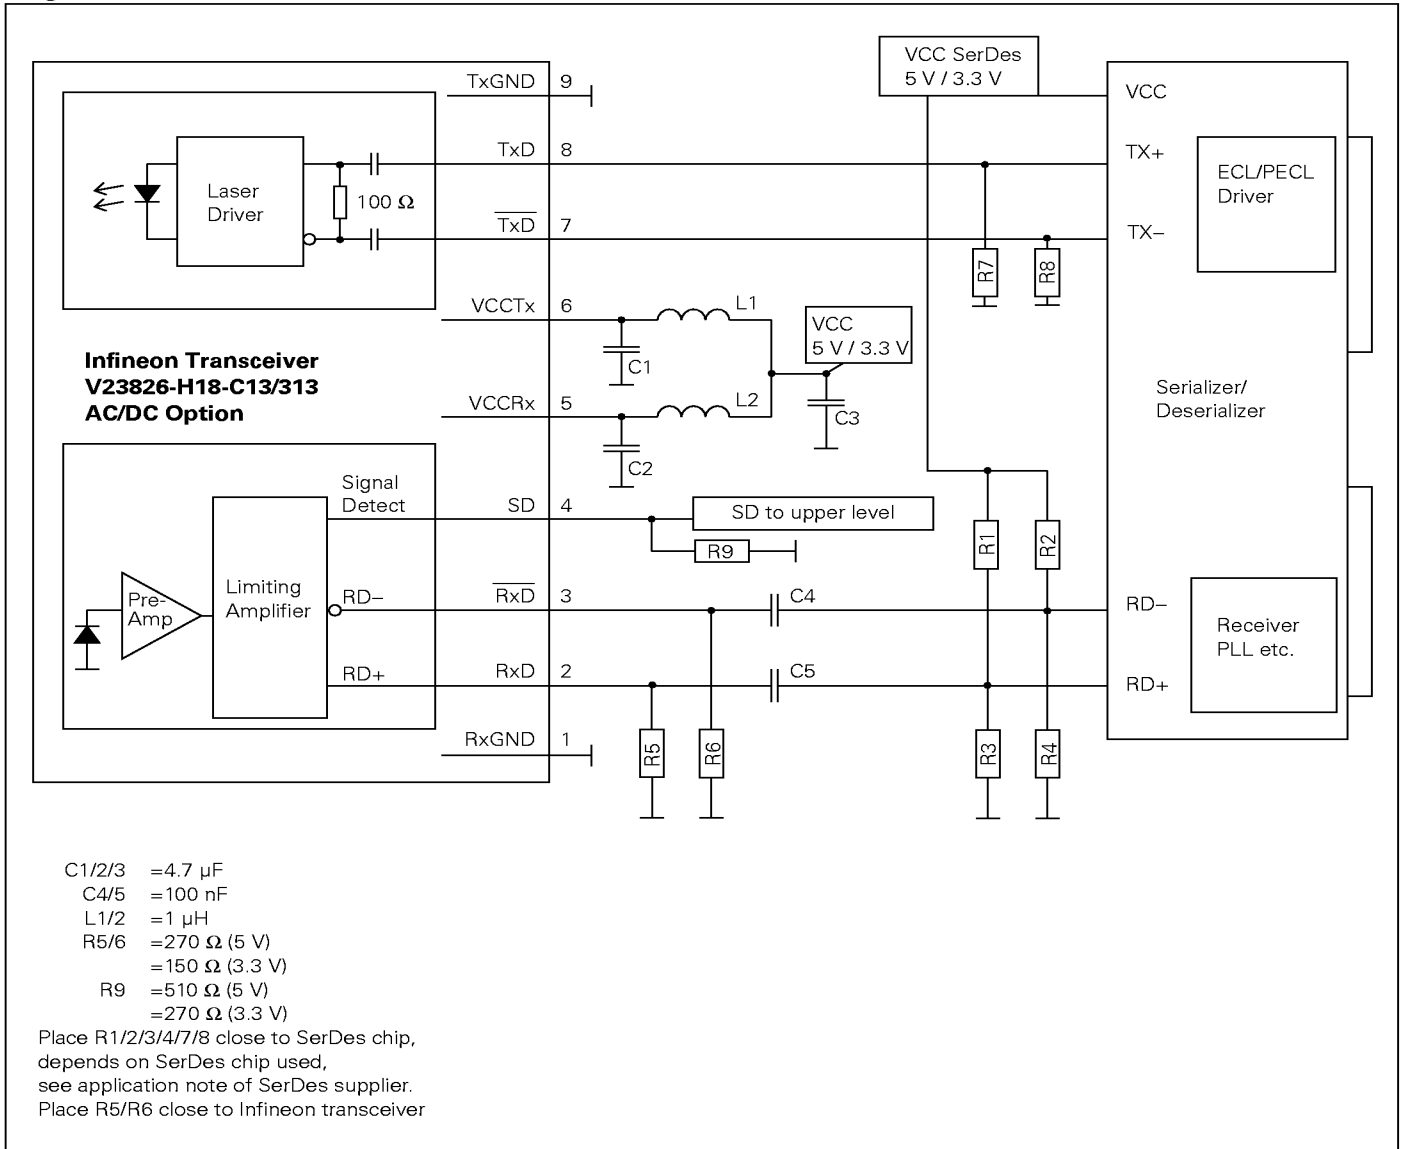 VCC SerDes
5 V / 3.3 V
TxGND 9
VCC
TxD 8
TX+
Laser
Driver
100 Ω
ECL/PECL
Driver
TxD 7
TX–
R7
R8
VCCTx 6
L1
VCC
5 V / 3.3 V
C1
Infineon Transceiver
V23826-H18-C13/313
AC/DC Option
VCCRx 5
L2
C3
Serializer/
Deserializer
C2
Signal
Detect
SD 4
SD to upper level
R9
R1
R2
Pre-
Amp
Limiting
Amplifier
RD–
RxD 3
C4
RD–
Receiver
PLL etc.
RD+
RxD 2
C5
RD+
RxGND 1
R5
R6
R3
R4
C1/2/3 =4.7 µF
C4/5 =100 nF
L1/2 =1 µH
R5/6 =270 Ω (5 V)
=150 Ω (3.3 V)
R9 =510 Ω (5 V)
=270 Ω (3.3 V)
Place R1/2/3/4/7/8 close to SerDes chip,
depends on SerDes chip used,
see application note of SerDes supplier.
Place R5/R6 close to Infineon transceiver